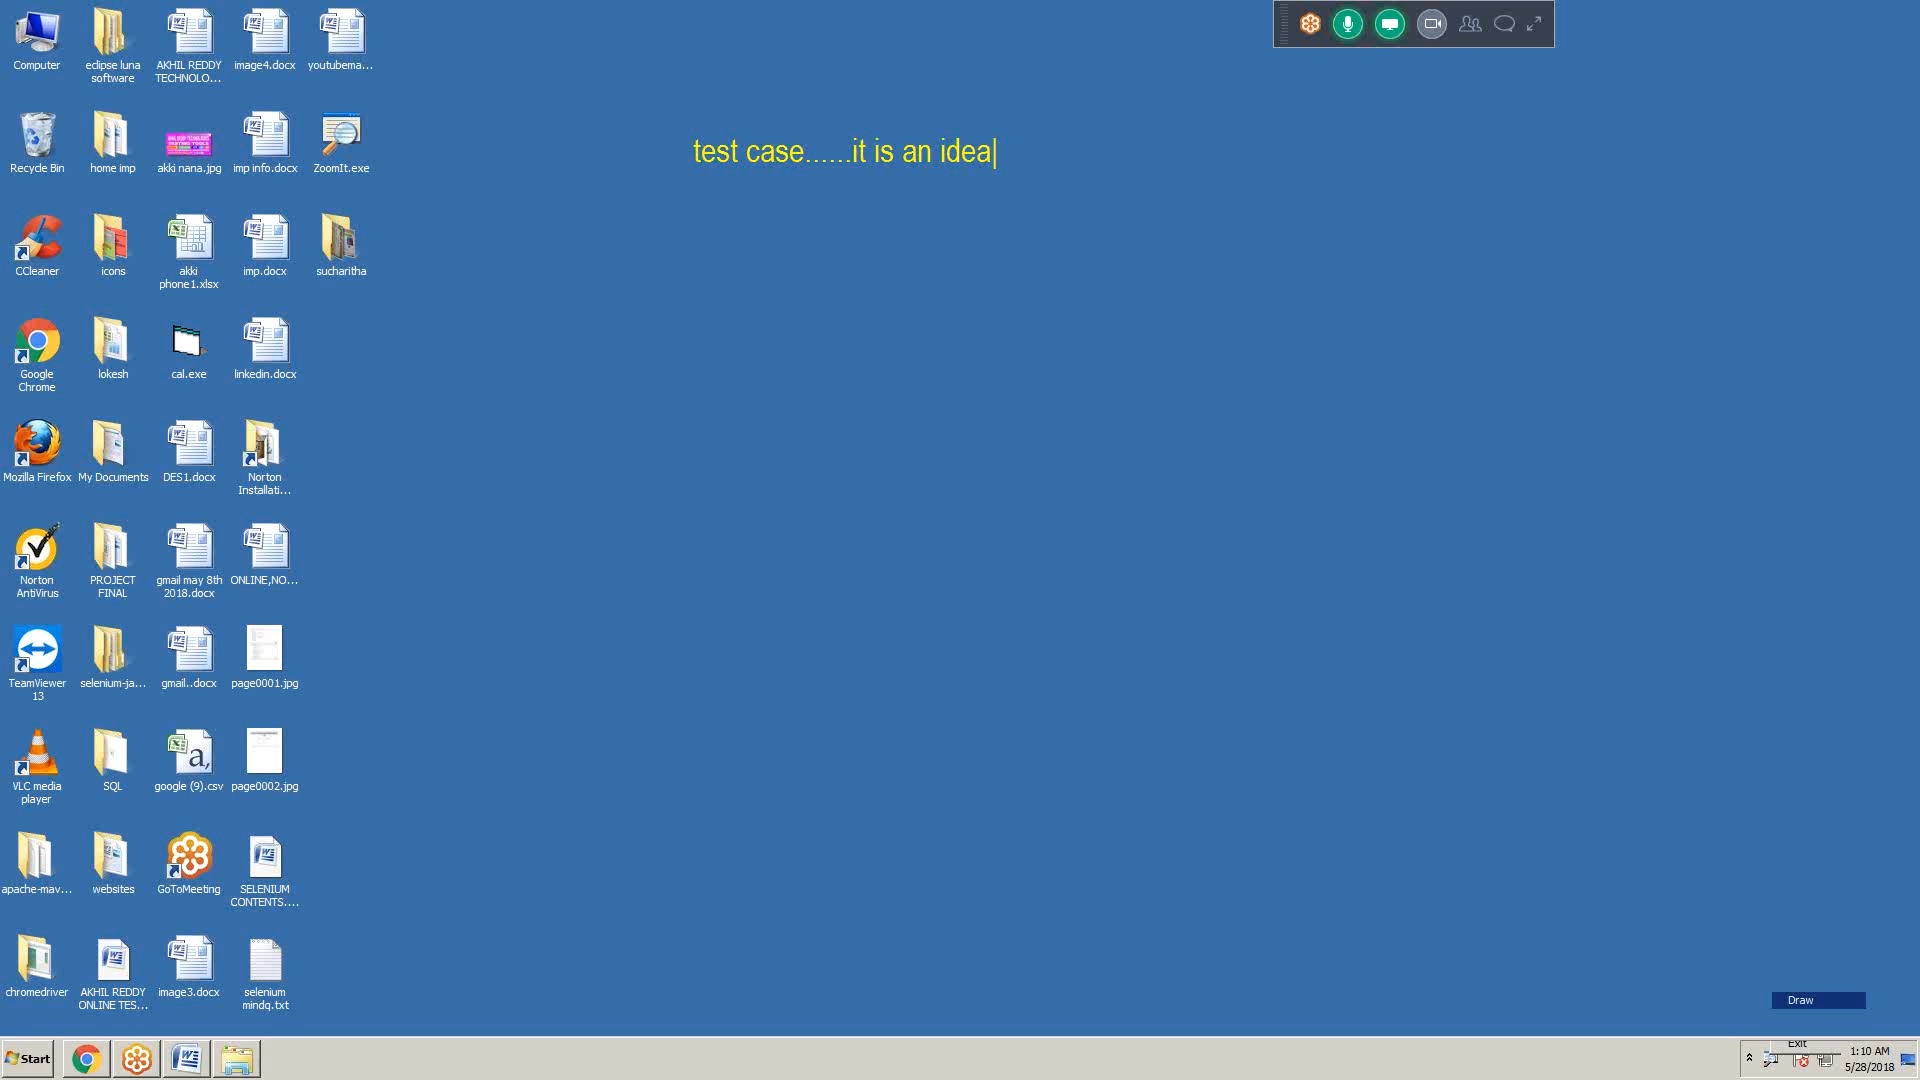 Computer
eclipse luna
software
AKHIL REDDY
TECHNOLO...
image4.docx
youtubema...
test case......it is an idea
Recycle Bin
home imp
akki nana.jpg
imp info.docx
ZoomIt.exe
CCleaner
icons
akki
phone1.xlsx
imp.docx
sucharitha
Google
Chrome
lokesh
cal.exe
linkedin.docx
Mozilla Firefox
My Documents
DES1.docx
Norton
Installati...
Norton
AntiVirus
PROJECT
FINAL
gmail may 8th
2018.docx
ONLINE,NO...
TeamViewer
13
selenium-ja...
gmail..docx
page0001.jpg
VLC media
player
SQL
google (9).csv
page0002.jpg
apache-mav...
websites
GoToMeeting
SELENIUM
CONTENTS....
chromedriver
AKHIL REDDY
ONLINE TES...
image3.docx
selenium
mindq.txt
Draw
Exit
Start
1:10 AM
5/28/2018